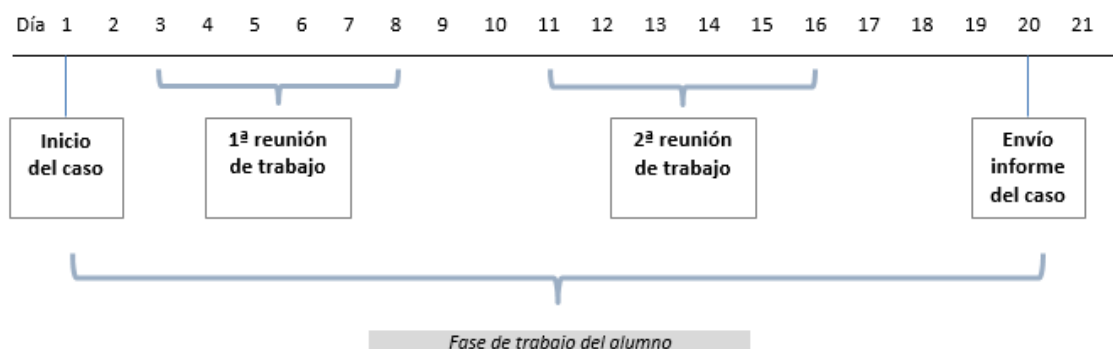 Día 1 2 3 4 5 6 7 8 9 10 11 12 13 14 15 16 17 18 19 20 21
Inicio
del caso
1ª reunión
de trabajo
2ª reunión
de trabajo
Envío
informe
del caso
Fase de trabajo del alumno